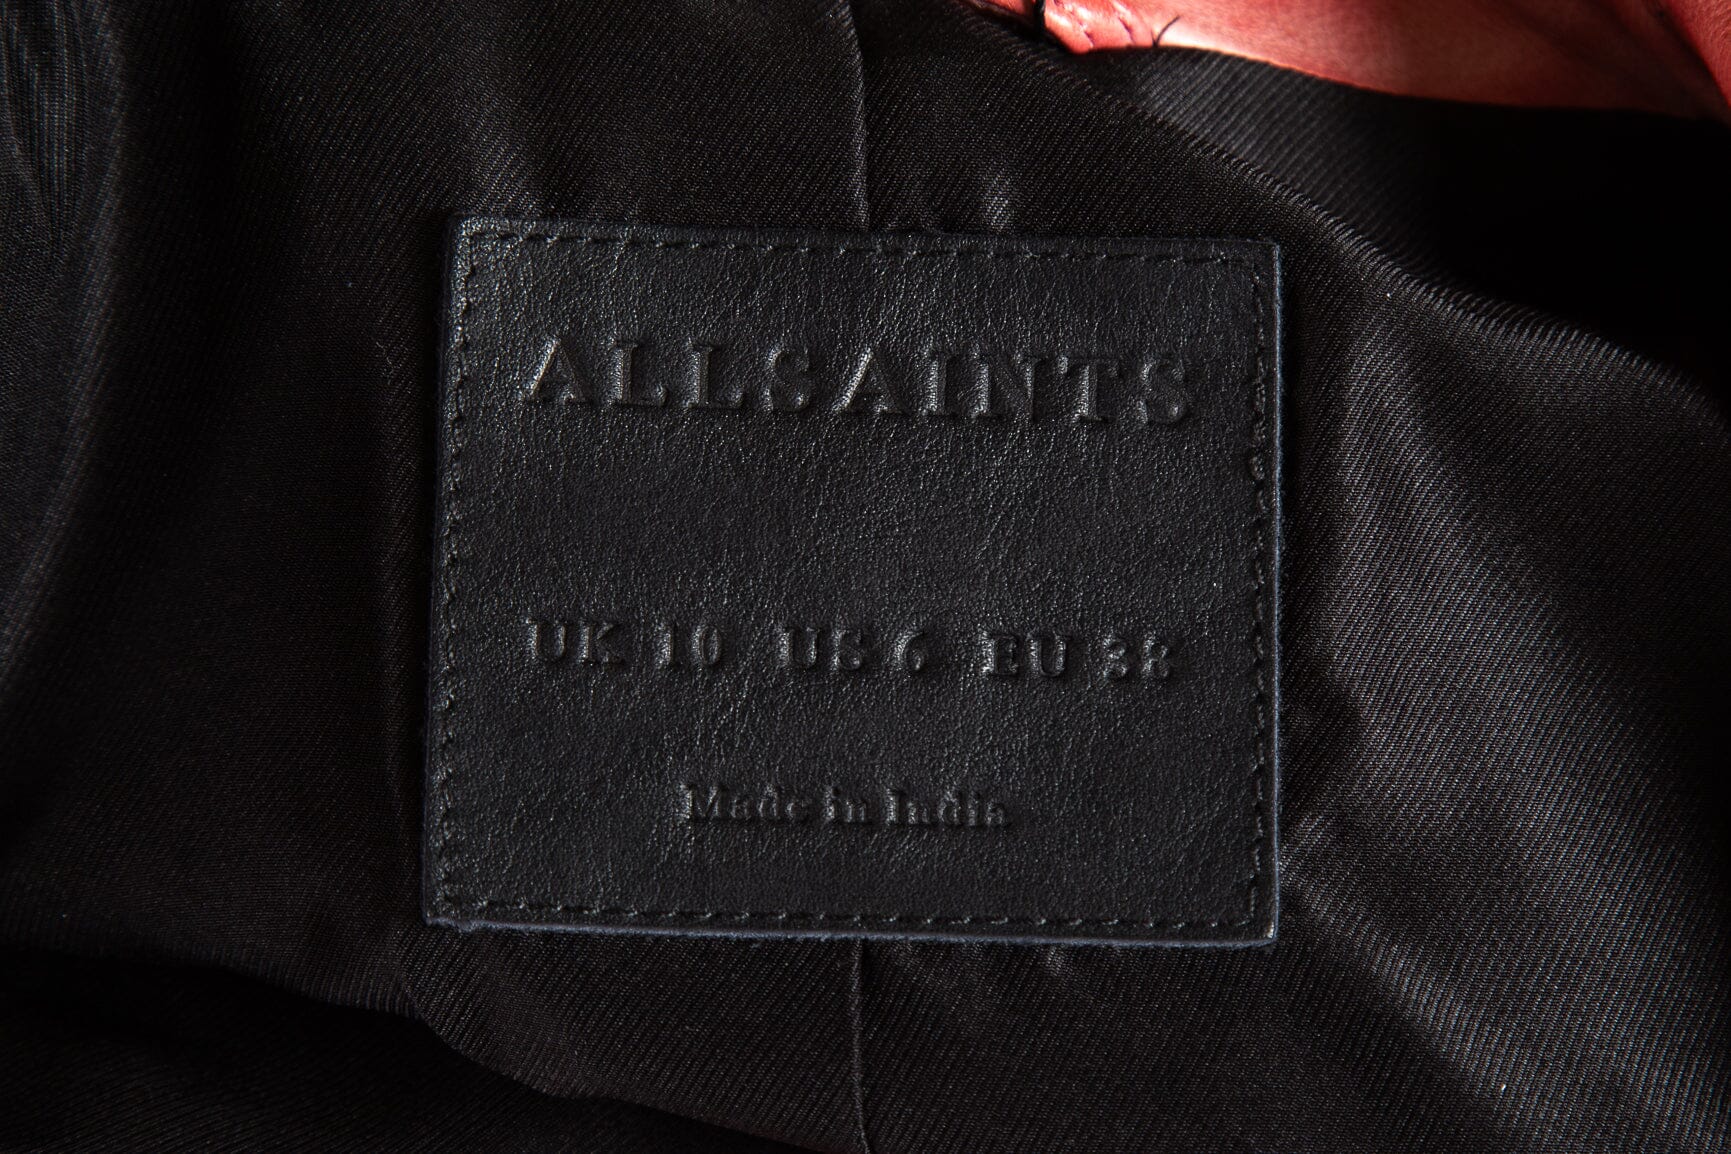 ALLSAINTS
UK 10 US 6 EU 38
Made in India